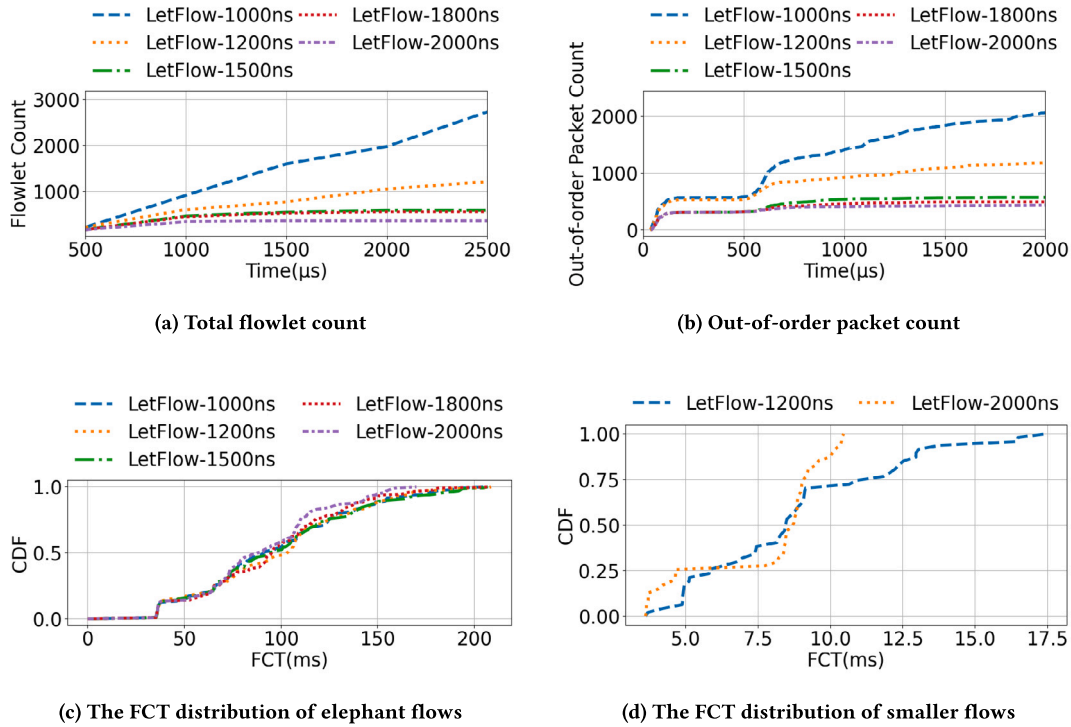 LetFlow-1000ns LetFlow-1800ns
LetFlow-1200ns LetFlow-2000ns
LetFlow-1500ns
Flowlet Count
3000
2000
1000
500 1000 1500 2000 2500
Time(μs)
(a) Total flowlet count
LetFlow-1000ns LetFlow-1800ns
LetFlow-1200ns LetFlow-2000ns
LetFlow-1500ns
Out-of-order Packet Count
2000
1000
0
0 500 1000 1500 2000
Time(μs)
(b) Out-of-order packet count
LetFlow-1000ns LetFlow-1800ns
LetFlow-1200ns LetFlow-2000ns
LetFlow-1500ns
CDF
1.0
0.5
0.0
0 50 100 150 200
FCT(ms)
(c) The FCT distribution of elephant flows
LetFlow-1200ns LetFlow-2000ns
CDF
1.00
0.75
0.50
0.25
0.00
5.0 7.5 10.0 12.5 15.0 17.5
FCT(ms)
(d) The FCT distribution of smaller flows